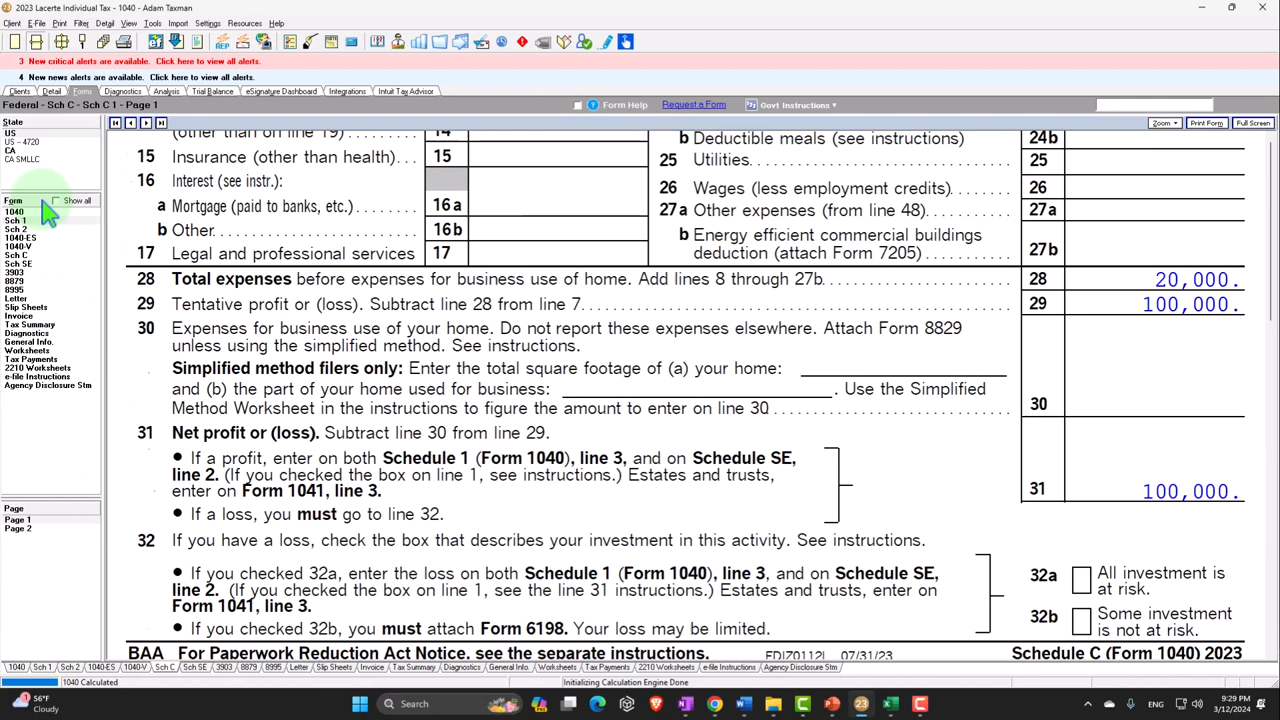 2023 Lacerte Individual Tax - 1040 - Adam Taxman
Client E-File Print Filter Detail View Tools Import Settings Resources Help
3 New critical alerts are available. Click here to view all alerts.
4 New news alerts are available. Click here to view all alerts.
Clients Detail Forms Diagnostics Analysis Trial Balance eSignature Dashboard Integrations Intuit Tax Advisor
Federal - Sch C - Sch C 1 - Page 1
Form Help Request a Form Govt Instructions
State
US
US - 4720
CA
CA SMLLC
Form Show all
1040
Sch 1
Sch 2
1040-ES
1040-V
Sch C
Sch SE
3903
8879
8995
Letter
Slip Sheets
Invoice
Tax Summary
Diagnostics
General Info.
Worksheets
Tax Payments
2210 Worksheets
e-file Instructions
Agency Disclosure Stm
Page
Page 1
Page 2
Zoom Print Form Full Screen
(other than on line 19) 14
15 Insurance (other than health) 15
16 Interest (see instr.):
a Mortgage (paid to banks, etc.) 16a
b Other 16b
17 Legal and professional services 17
b Deductible meals (see instructions) 24b
25 Utilities 25
26 Wages (less employment credits) 26
27a Other expenses (from line 48) 27a
b Energy efficient commercial buildings
deduction (attach Form 7205) 27b
28 Total expenses before expenses for business use of home. Add lines 8 through 27b 28 20,000.
29 Tentative profit or (loss). Subtract line 28 from line 7 29 100,000.
30 Expenses for business use of your home. Do not report these expenses elsewhere. Attach Form 8829
unless using the simplified method. See instructions.
Simplified method filers only: Enter the total square footage of (a) your home:
and (b) the part of your home used for business: . Use the Simplified
Method Worksheet in the instructions to figure the amount to enter on line 30 30
31 Net profit or (loss). Subtract line 30 from line 29.
• If a profit, enter on both Schedule 1 (Form 1040), line 3, and on Schedule SE,
line 2. (If you checked the box on line 1, see instructions.) Estates and trusts,
enter on Form 1041, line 3.
31 100,000.
• If a loss, you must go to line 32.
32 If you have a loss, check the box that describes your investment in this activity. See instructions.
• If you checked 32a, enter the loss on both Schedule 1 (Form 1040), line 3, and on Schedule SE,
line 2. (If you checked the box on line 1, see the line 31 instructions.) Estates and trusts, enter on
Form 1041, line 3.
• If you checked 32b, you must attach Form 6198. Your loss may be limited.
32a All investment is
at risk.
32b Some investment
is not at risk.
BAA For Paperwork Reduction Act Notice, see the separate instructions. FDIZ0112L 07/31/23 Schedule C (Form 1040) 2023
1040 Sch 1 Sch 2 1040-ES 1040-V Sch C Sch SE 3903 8879 8995 Letter Slip Sheets Invoice Tax Summary Diagnostics General Info. Worksheets Tax Payments 2210 Worksheets e-file Instructions Agency Disclosure Stm
1040 Calculated Initializing Calculation Engine Done
56°F
Cloudy
Search
ENG
9:29 PM
3/12/2024